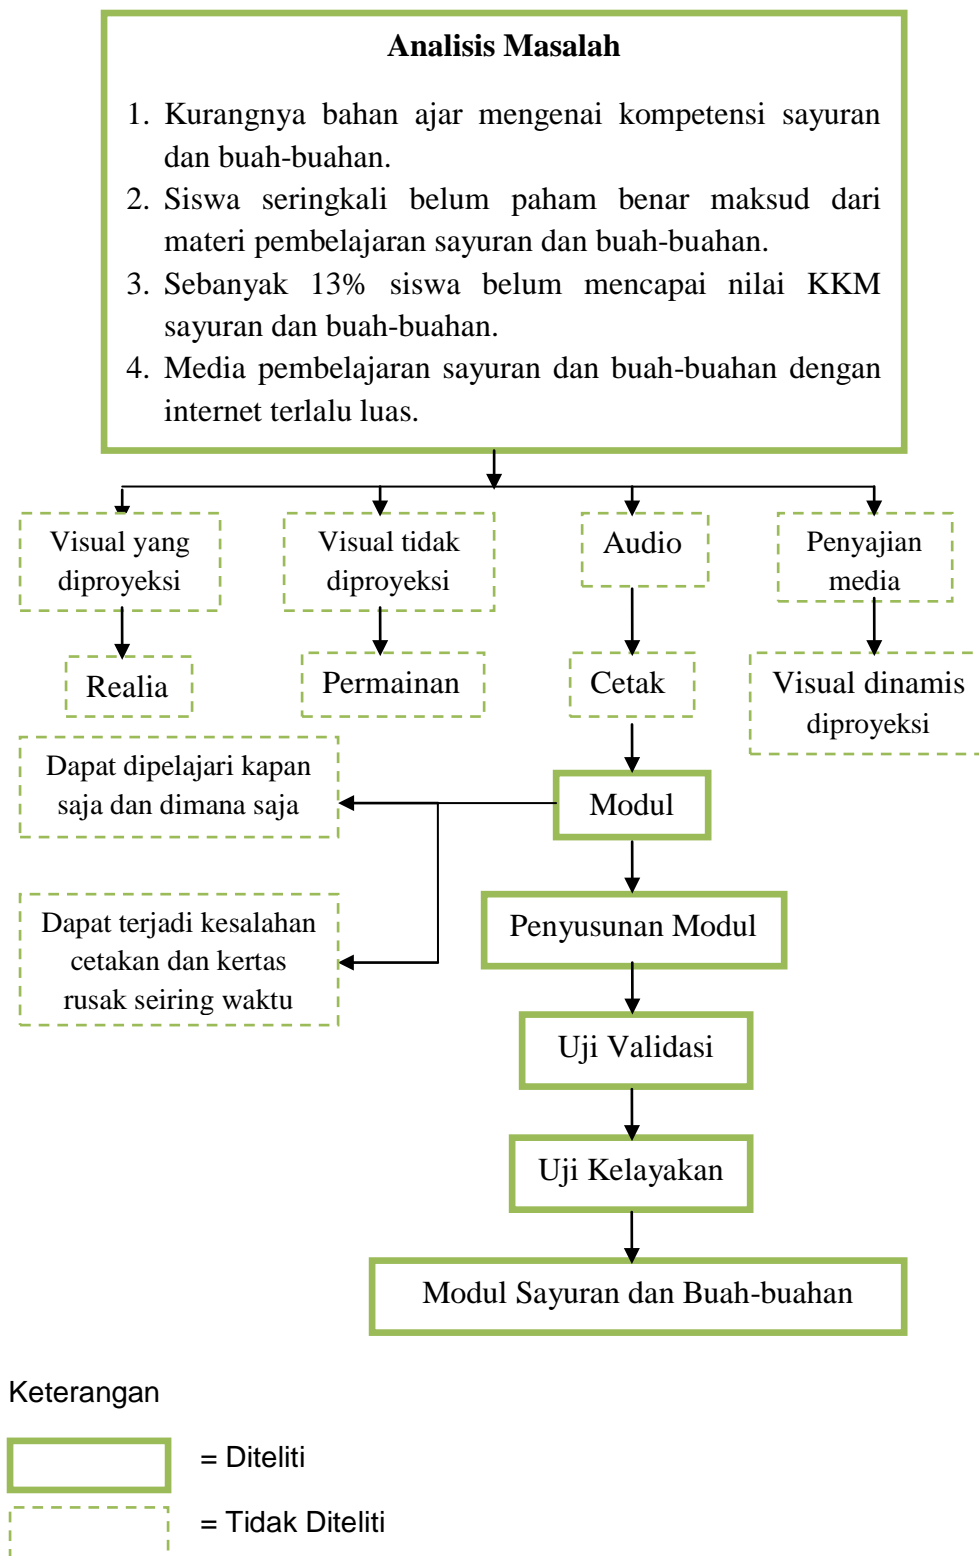 Analisis Masalah
1. Kurangnya bahan ajar mengenai kompetensi sayuran
dan buah-buahan.
2. Siswa seringkali belum paham benar maksud dari
materi pembelajaran sayuran dan buah-buahan.
3. Sebanyak 13% siswa belum mencapai nilai KKM
sayuran dan buah-buahan.
4. Media pembelajaran sayuran dan buah-buahan dengan
internet terlalu luas.
Visual yang
diproyeksi
Visual tidak
diproyeksi
Audio
Penyajian
media
Realia
Permainan
Cetak
Visual dinamis
diproyeksi
Dapat dipelajari kapan
saja dan dimana saja
Modul
Dapat terjadi kesalahan
cetakan dan kertas
rusak seiring waktu
Penyusunan Modul
Uji Validasi
Uji Kelayakan
Modul Sayuran dan Buah-buahan
Keterangan
= Diteliti
= Tidak Diteliti